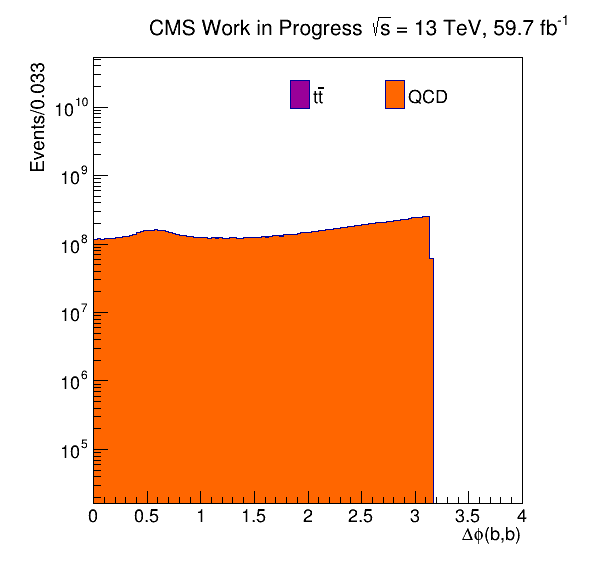 CMS Work in Progress √s = 13 TeV, 59.7 fb⁻¹
Events/0.033
tt̄
QCD
10¹⁰
10⁹
10⁸
10⁷
10⁶
10⁵
0 0.5 1 1.5 2 2.5 3 3.5 4
Δϕ(b,b)